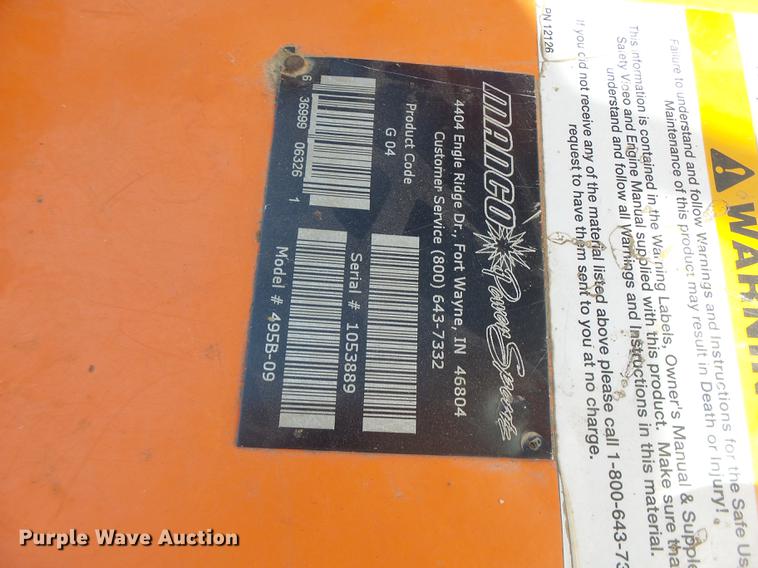 MANCO Power Sports
4404 Engle Ridge Dr., Fort Wayne, IN 46804
Customer Service (800) 643-7332
Product Code
G 04
Serial # 1053889
6 36999 06326 1
Model # 495B-09
WARNIN
Failure to understand and follow Warnings and Instructions for the Safe Us
Maintenance of this product may result in Death or Injury!
This information is contained in the Warning Labels, Owner's Manual & Supple
Safety Video and Engine Manual supplied with this product. Make sure tha
understand and follow all Warnings and Instructions in this material.
If you did not receive any of the material listed above please call 1-800-643-73
request to have them sent to you at no charge.
PN 12126
Purple Wave Auction